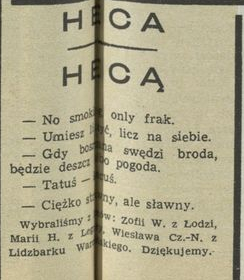 HECA
HECĄ
— No only frak.
— Umiesz licz na siebie.
— Gdy swędzi broda,
będzie deszcz bo pogoda.
— Tatuś —
— Ciężko ale sławny.
Wybraliśmy z Zofii W. z Łodzi,
Marii H. z Wiesława Cz.-N. z
Lidzbarku Dziękujemy.